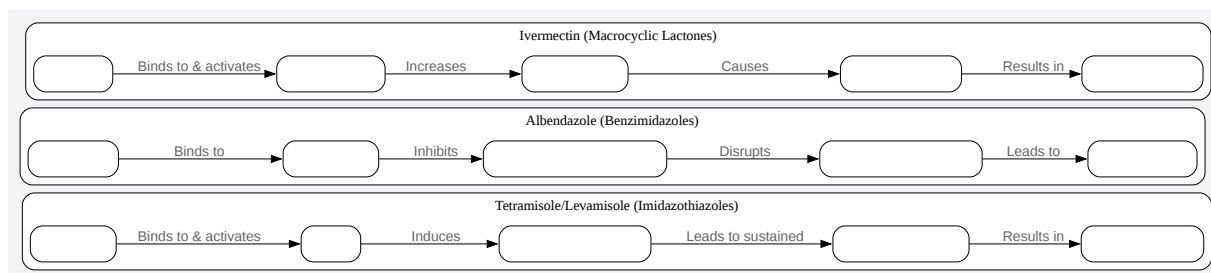 Ivermectin (Macrocyclic Lactones)
Binds to & activates
Increases
Causes
Results in
Albendazole (Benzimidazoles)
Binds to
Inhibits
Disrupts
Leads to
Tetramisole/Levamisole (Imidazothiazoles)
Binds to & activates
Induces
Leads to sustained
Results in